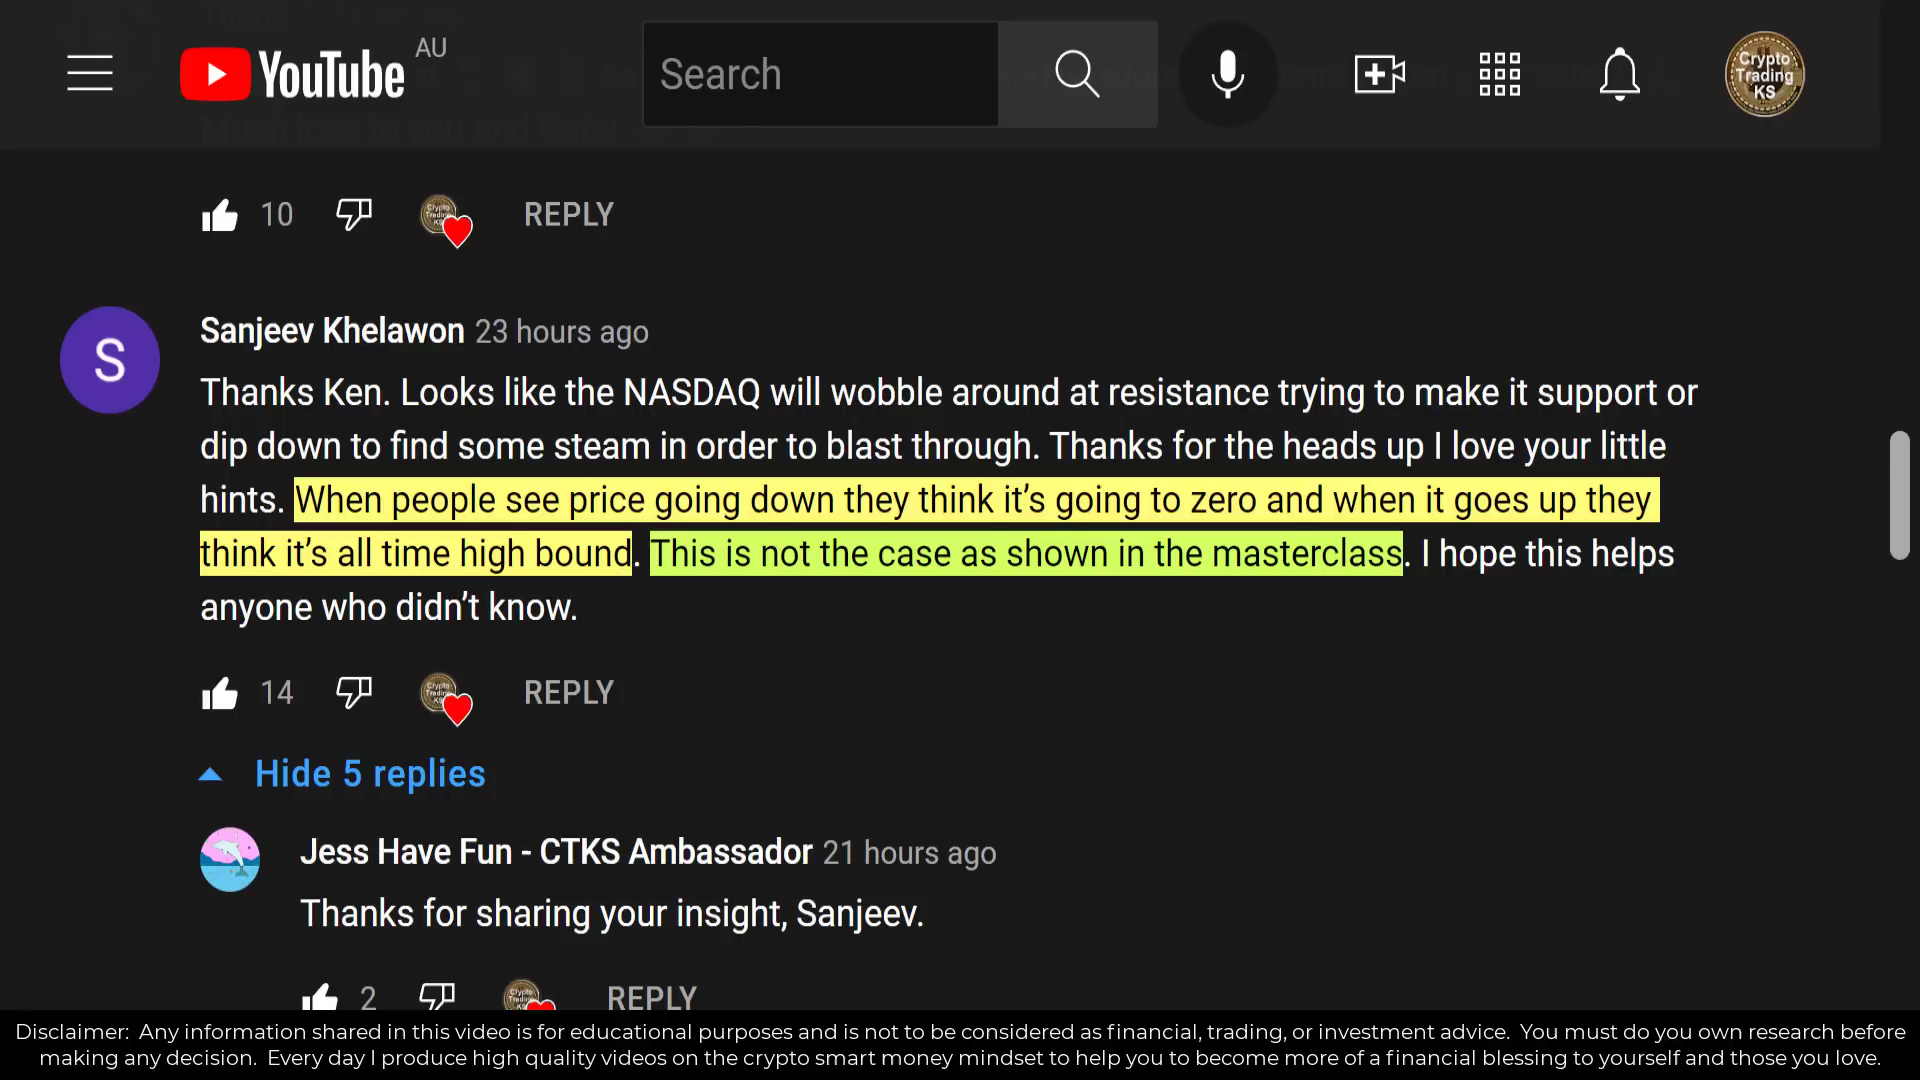 YouTube AU
Search
Crypto
Trading
KS
10 REPLY
S
Sanjeev Khelawon 23 hours ago
Thanks Ken. Looks like the NASDAQ will wobble around at resistance trying to make it support or
dip down to find some steam in order to blast through. Thanks for the heads up I love your little
hints. When people see price going down they think it’s going to zero and when it goes up they
think it’s all time high bound. This is not the case as shown in the masterclass. I hope this helps
anyone who didn’t know.
14 REPLY
Hide 5 replies
Jess Have Fun - CTKS Ambassador 21 hours ago
Thanks for sharing your insight, Sanjeev.
2 REPLY
Disclaimer: Any information shared in this video is for educational purposes and is not to be considered as financial, trading, or investment advice. You must do you own research before
making any decision. Every day I produce high quality videos on the crypto smart money mindset to help you to become more of a financial blessing to yourself and those you love.